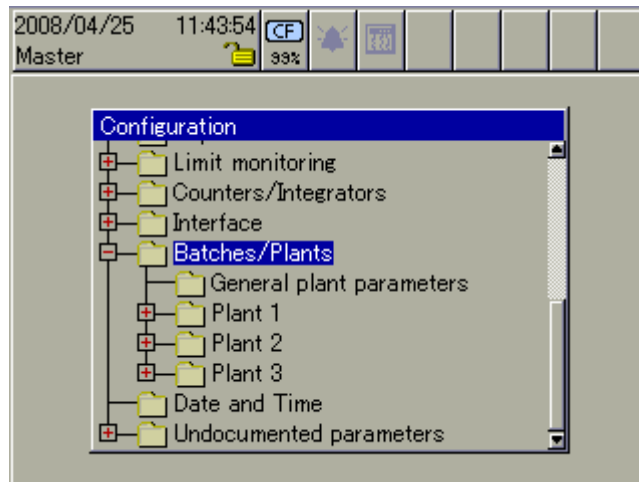 2008/04/25 11:43:54 CF
Master 99%
Configuration
Limit monitoring
Counters/Integrators
Interface
Batches/Plants
General plant parameters
Plant 1
Plant 2
Plant 3
Date and Time
Undocumented parameters